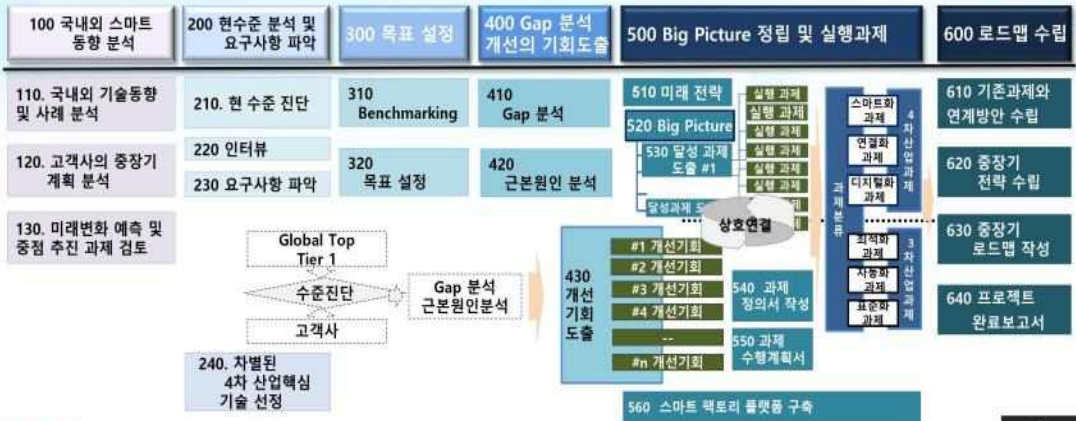 100 국내외 스마트
동향 분석
200 현수준 분석 및
요구사항 파악
300 목표 설정
400 Gap 분석
개선의 기회도출
500 Big Picture 정립 및 실행과제
600 로드맵 수립
110. 국내외 기술동향
및 사례 분석
120. 고객사의 중장기
계획 분석
130. 미래변화 예측 및
중점 추진 과제 검토
210. 현 수준 진단
220 인터뷰
230 요구사항 파악
Global Top
Tier 1
수준진단
고객사
Gap 분석
근본원인분석
240. 차별된
4차 산업핵심
기술 선정
310
Benchmarking
320
목표 설정
410
Gap 분석
420
근본원인 분석
430
개선
기회
도출
#1 개선기회
#2 개선기회
#3 개선기회
#4 개선기회
--
#n 개선기회
510 미래 전략
520 Big Picture
530 달성 과제
도출 #1
달성과제
실행 과제
실행 과제
실행 과제
실행 과제
실행 과제
실행 과제
상호연결
540 과제
정의서 작성
550 과제
수행계획서
560 스마트 팩토리 플랫폼 구축
과제분류
스마트화
과제
연결화
과제
디지털화
과제
4차산업과제
최적화
과제
자동화
과제
표준화
과제
3차산업과제
610 기존과제와
연계방안 수립
620 중장기
전략 수립
630 중장기
로드맵 작성
640 프로젝트
완료보고서